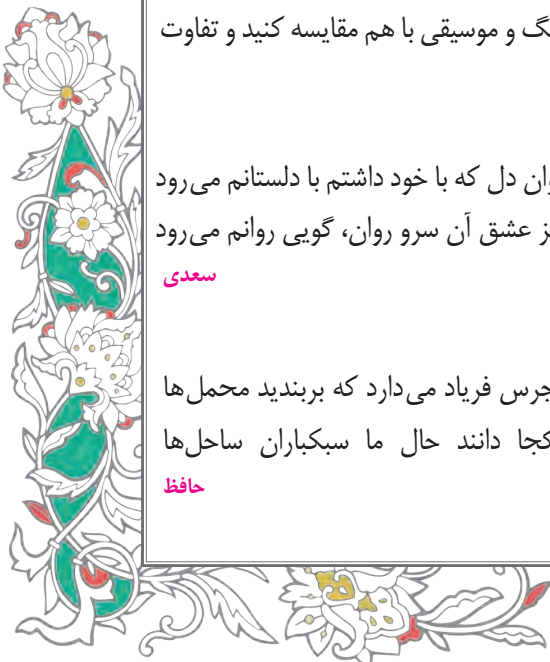 گ و موسیقی با هم مقایسه کنید و تفاوت
وان دل که با خود داشتم با دلستانم می‌رود
ز عشق آن سرو روان، گویی روانم می‌رود
سعدی
جرس فریاد می‌دارد که بربندید محمل‌ها
کجا دانند حال ما سبکباران ساحل‌ها
حافظ